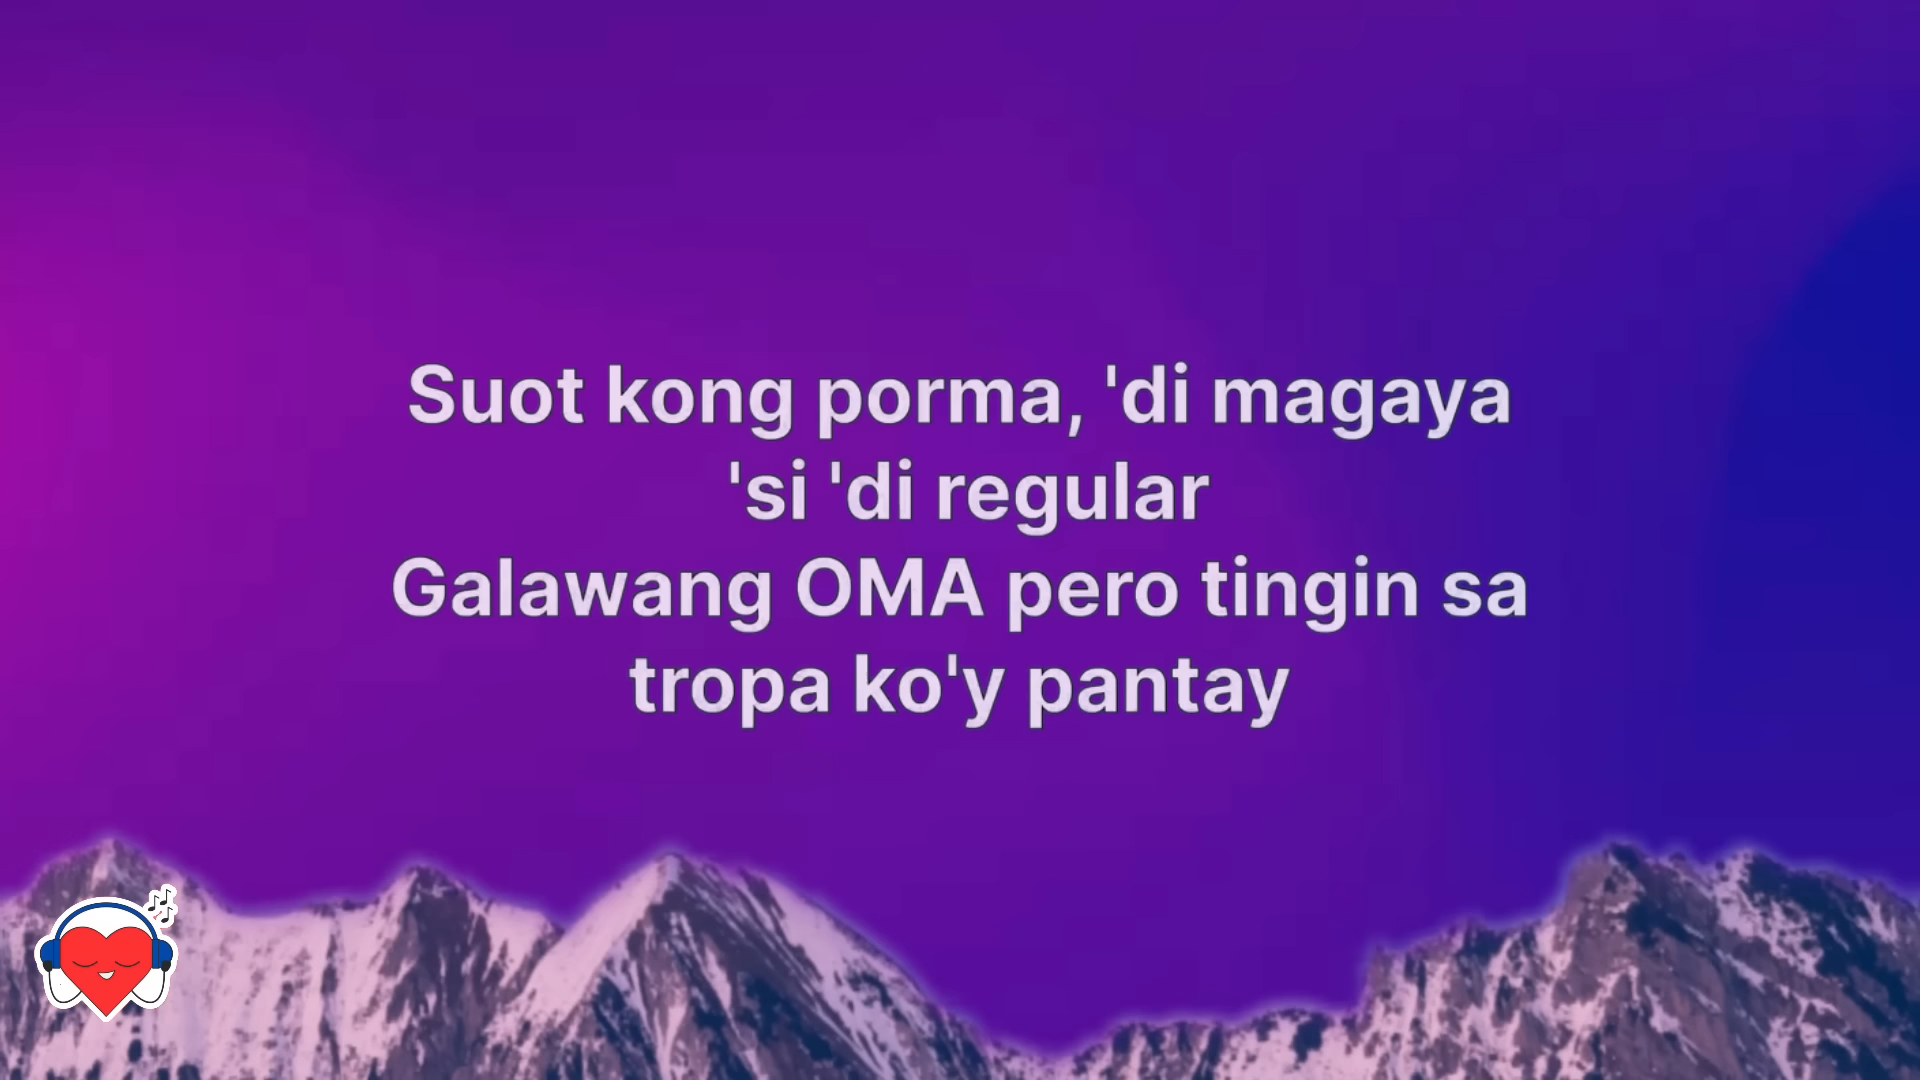 Suot kong porma, 'di magaya
'si 'di regular
Galawang OMA pero tingin sa
tropa ko'y pantay